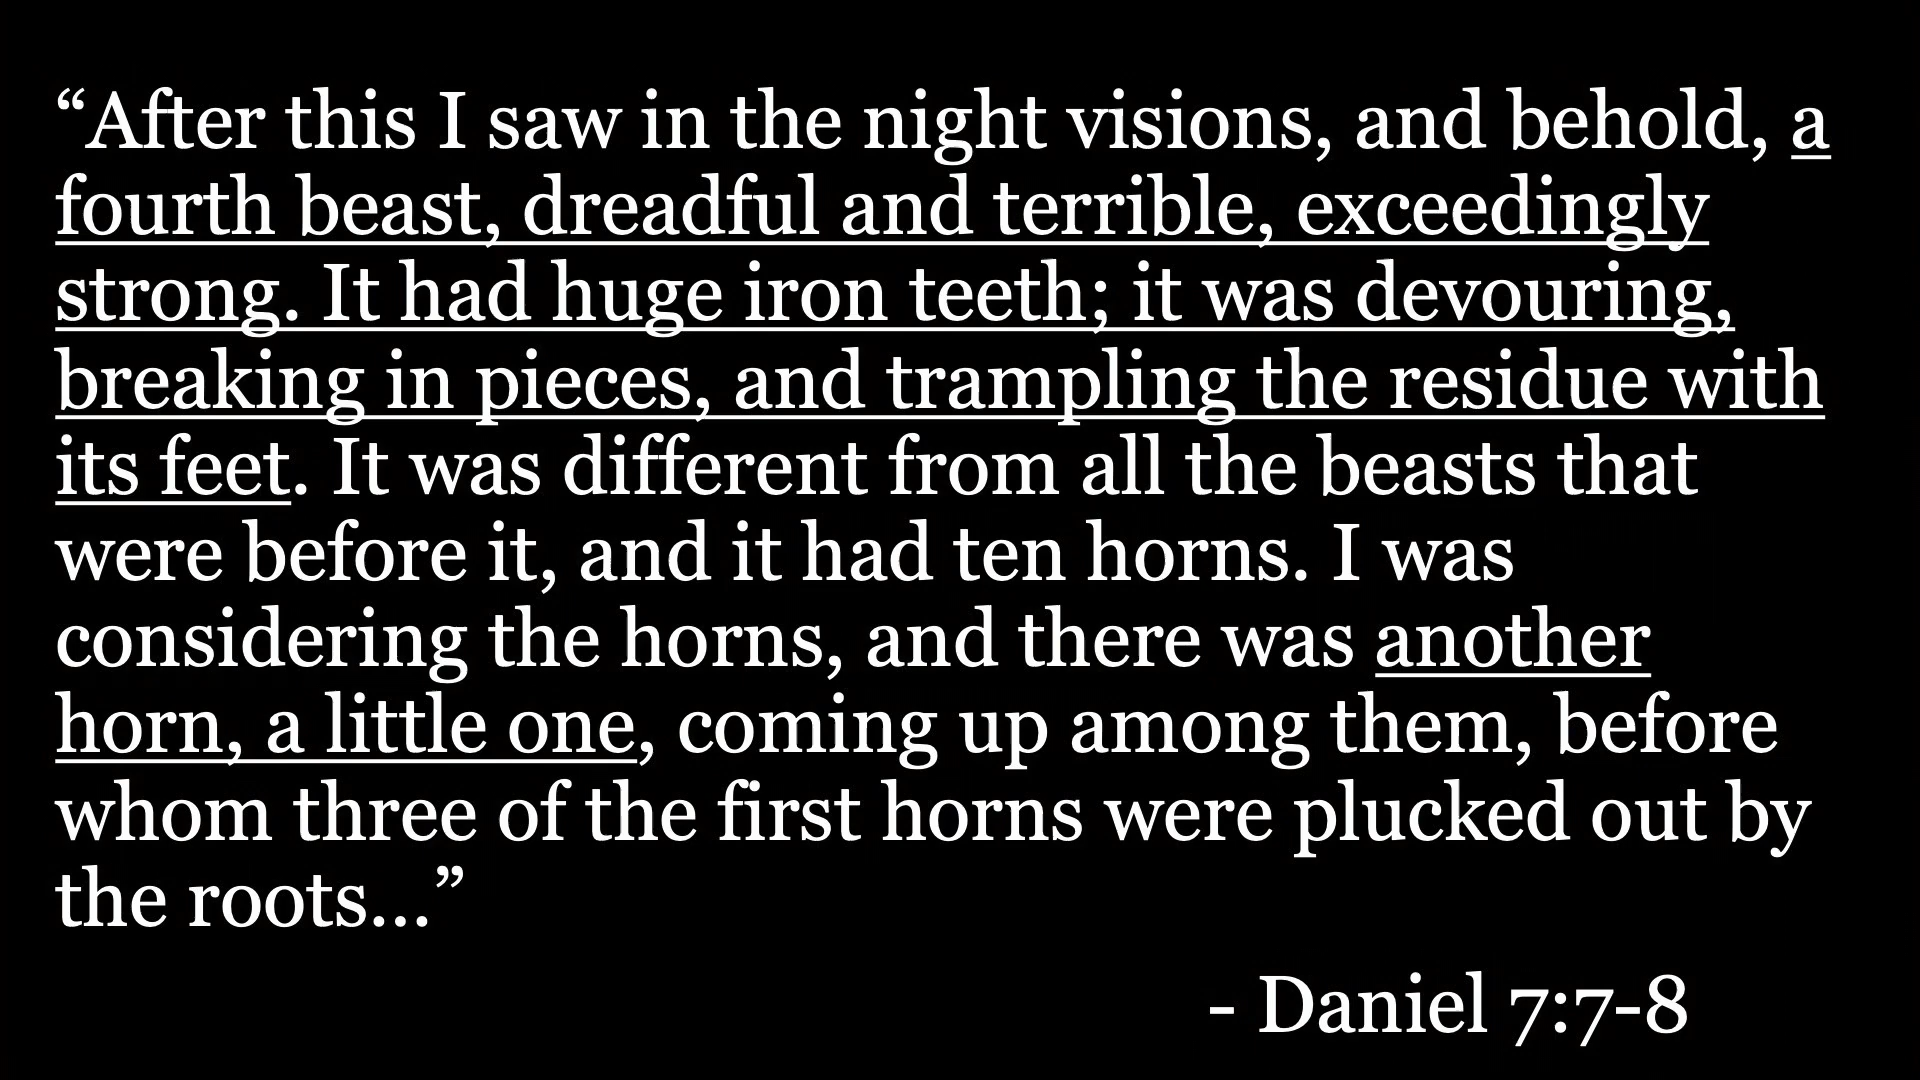 “After this I saw in the night visions, and behold, a
fourth beast, dreadful and terrible, exceedingly
strong. It had huge iron teeth; it was devouring,
breaking in pieces, and trampling the residue with
its feet. It was different from all the beasts that
were before it, and it had ten horns. I was
considering the horns, and there was another
horn, a little one, coming up among them, before
whom three of the first horns were plucked out by
the roots...”
- Daniel 7:7-8